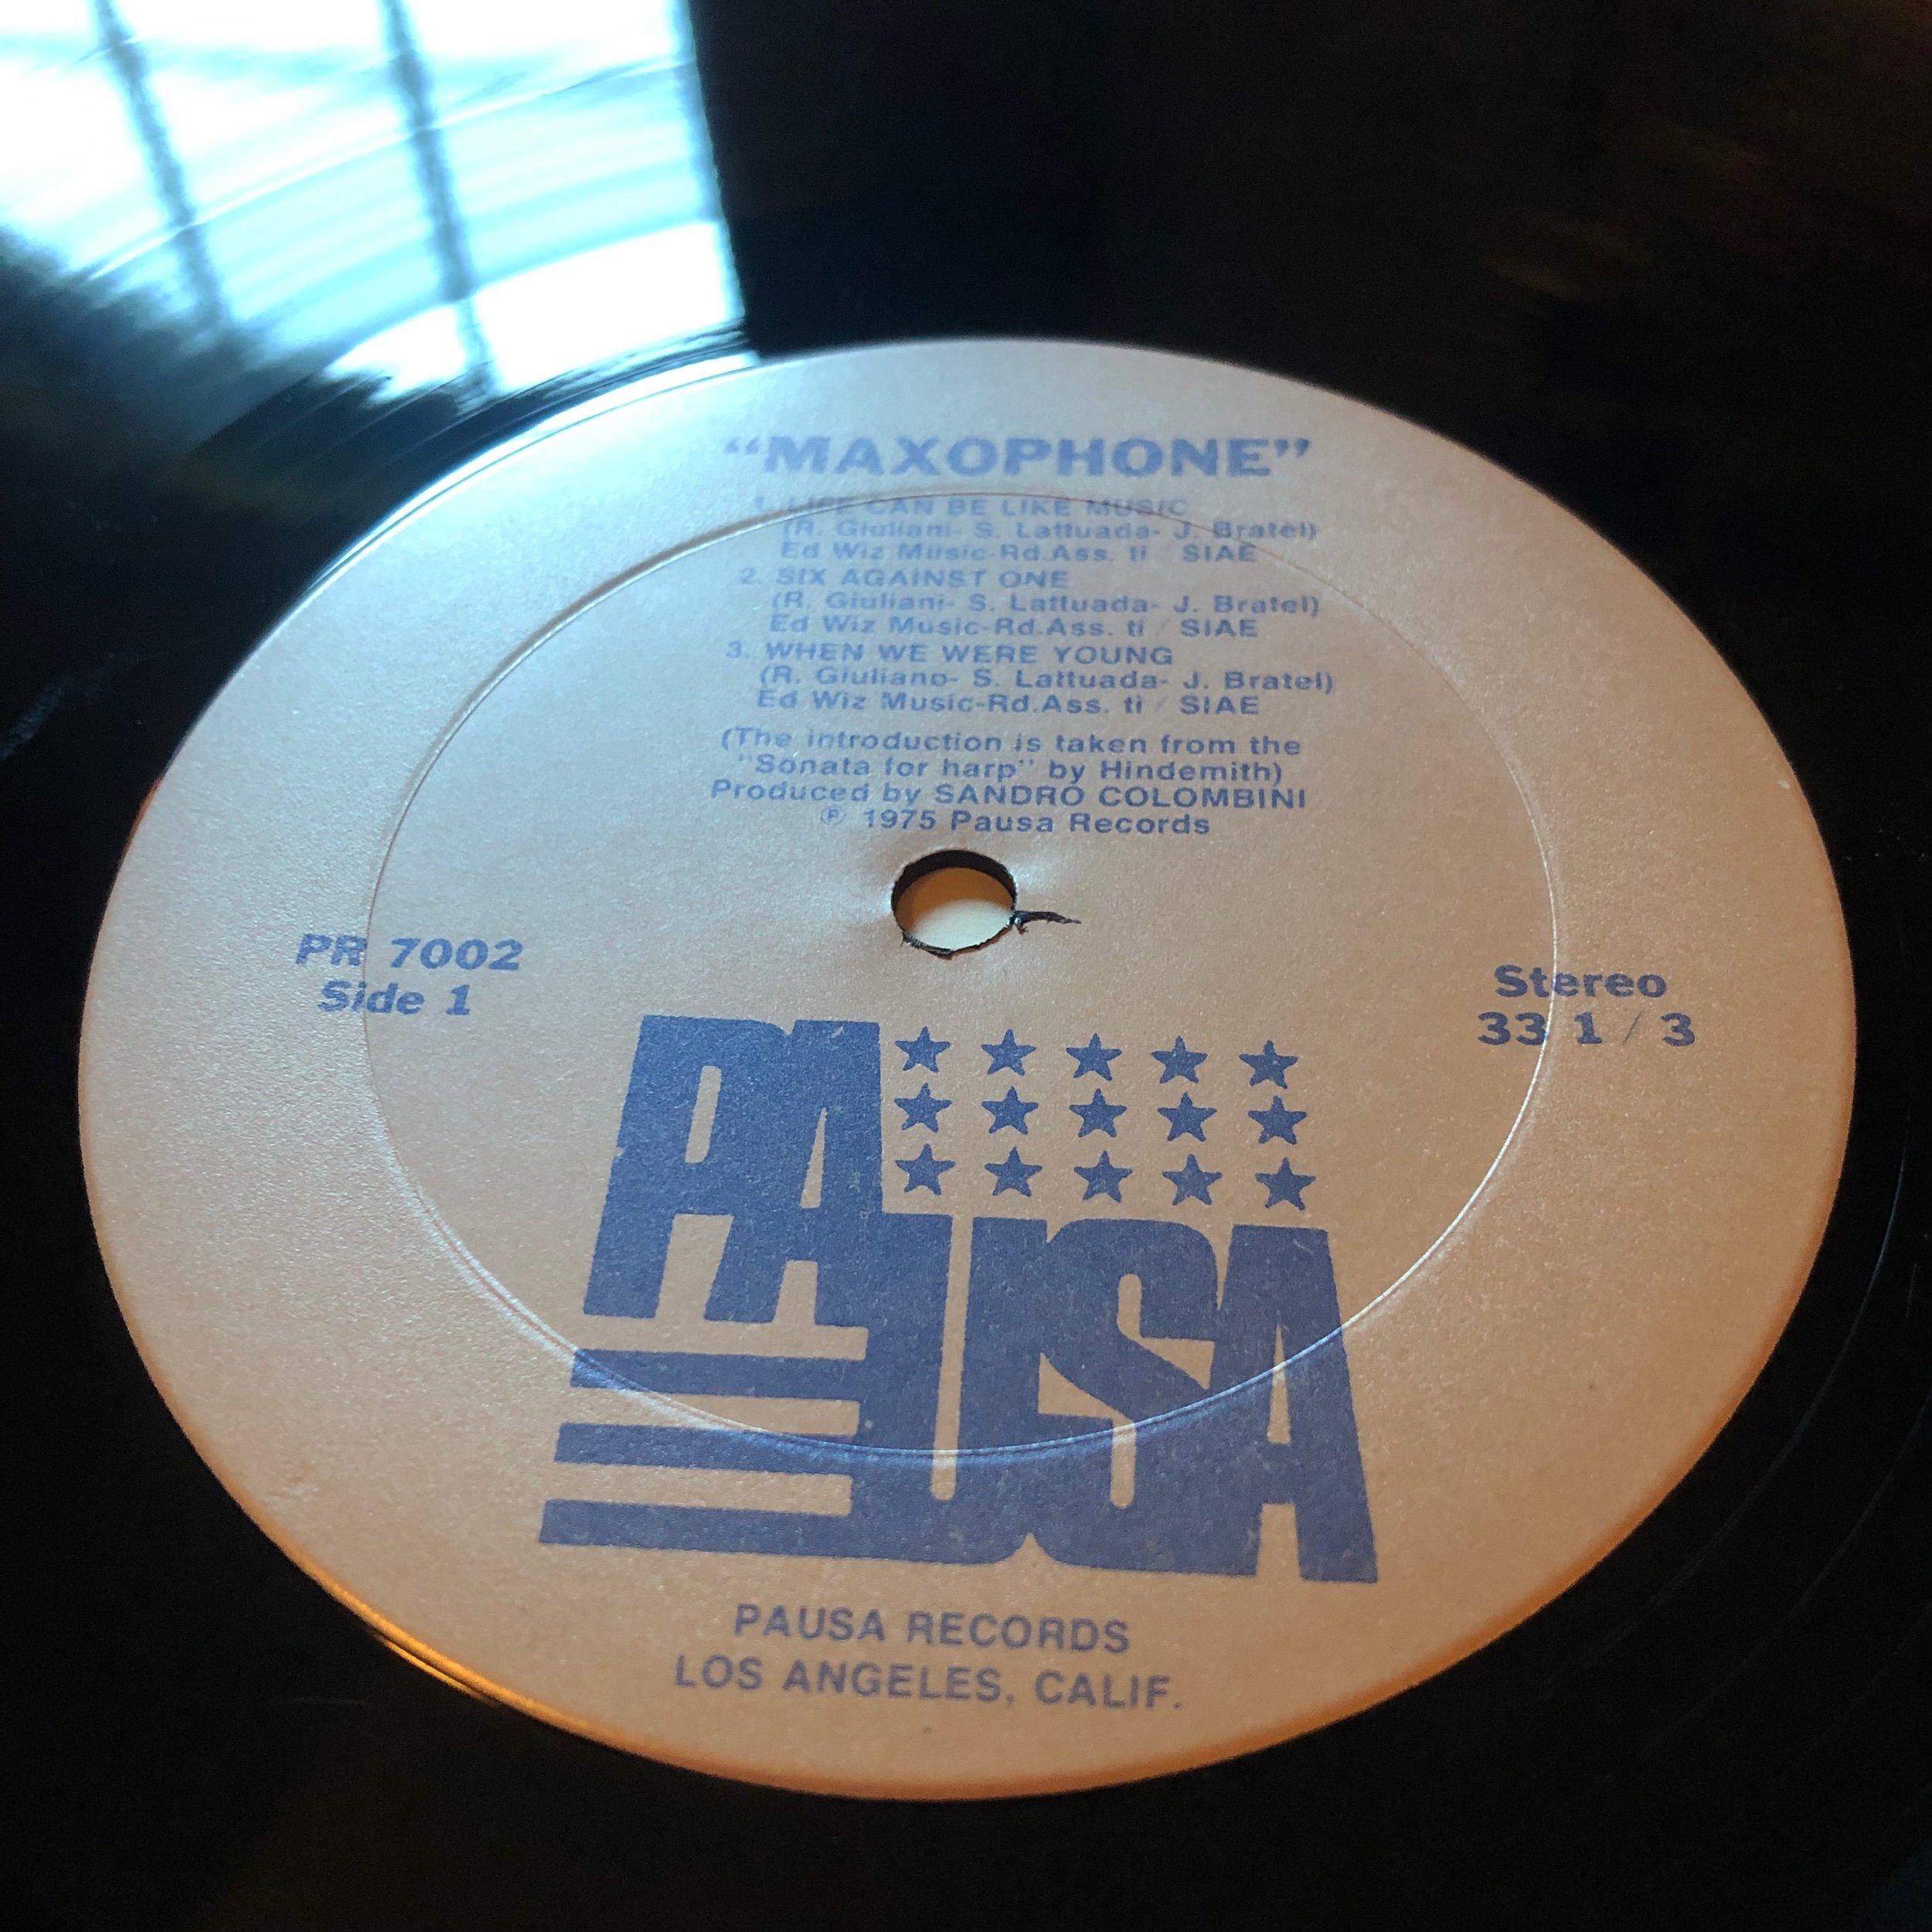 “MAXOPHONE”
1. LIFE CAN BE LIKE MUSIC
(R. Giuliani- S. Lattuada- J. Bratel)
Ed Wiz Music-Rd.Ass. ti / SIAE
2. SIX AGAINST ONE
(R. Giuliani- S. Lattuada- J. Bratel)
Ed Wiz Music-Rd.Ass. ti / SIAE
3. WHEN WE WERE YOUNG
(R. Giuliano- S. Lattuada- J. Bratel)
Ed Wiz Music-Rd.Ass. ti / SIAE
(The introduction is taken from the
"Sonata for harp" by Hindemith)
Produced by SANDRO COLOMBINI
℗ 1975 Pausa Records
PR 7002
Side 1
Stereo
33 1 / 3
PAUSA
PAUSA RECORDS
LOS ANGELES, CALIF.